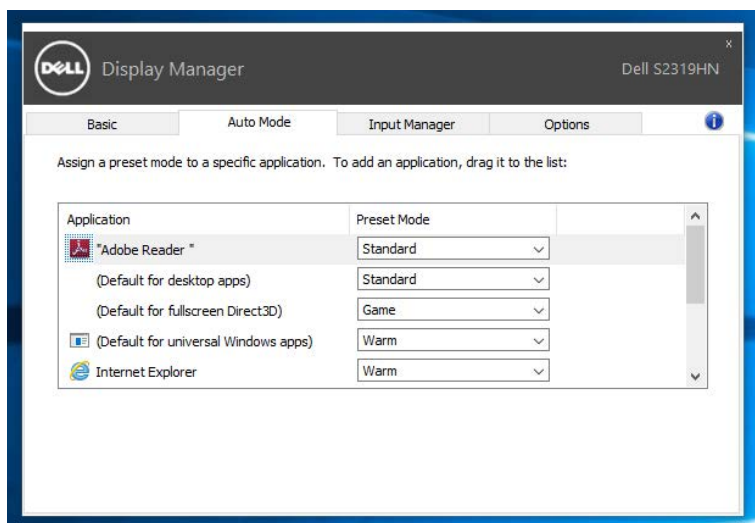 DELL Display Manager
x
Dell S2319HN
Basic Auto Mode Input Manager Options i
Assign a preset mode to a specific application. To add an application, drag it to the list:
Application Preset Mode
"Adobe Reader " Standard
(Default for desktop apps) Standard
(Default for fullscreen Direct3D) Game
(Default for universal Windows apps) Warm
Internet Explorer Warm